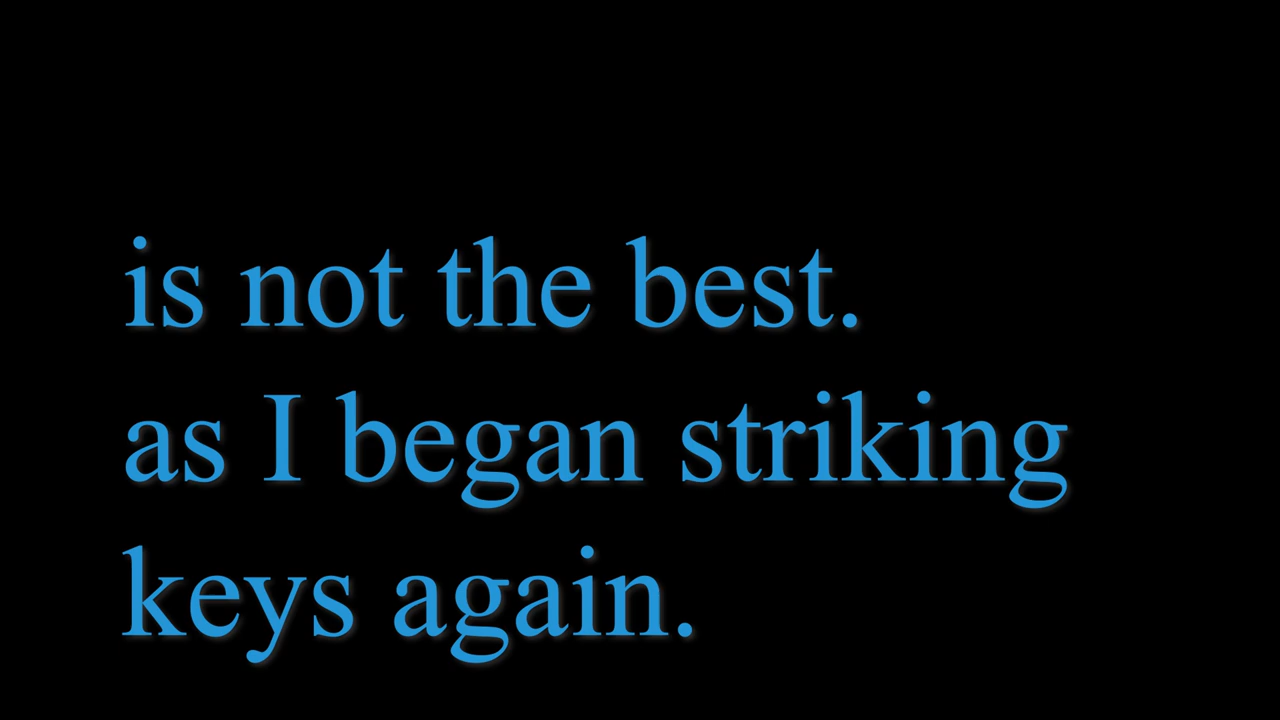 is not the best.
as I began striking
keys again.